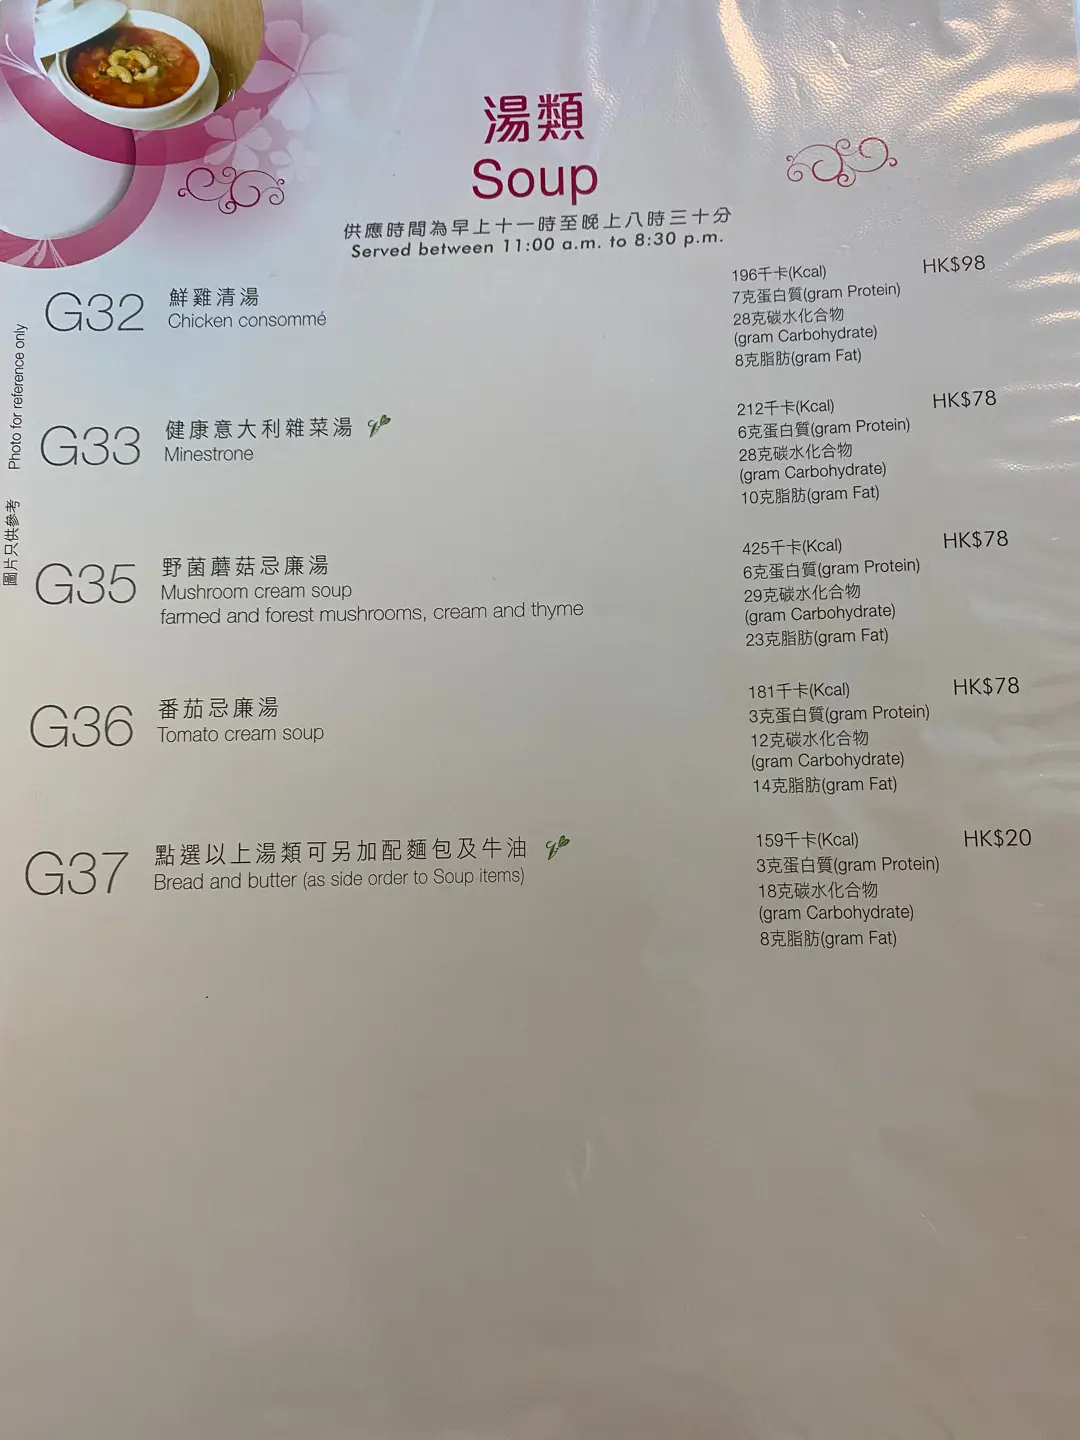 湯類
Soup
供應時間為早上十一時至晚上八時三十分
Served between 11:00 a.m. to 8:30 p.m.
G32
鮮雞清湯
Chicken consommé
196千卡(Kcal)
7克蛋白質(gram Protein)
28克碳水化合物
(gram Carbohydrate)
8克脂肪(gram Fat)
HK$98
G33
健康意大利雜菜湯
Minestrone
212千卡(Kcal)
6克蛋白質(gram Protein)
28克碳水化合物
(gram Carbohydrate)
10克脂肪(gram Fat)
HK$78
G35
野菌蘑菇忌廉湯
Mushroom cream soup
farmed and forest mushrooms, cream and thyme
425千卡(Kcal)
6克蛋白質(gram Protein)
29克碳水化合物
(gram Carbohydrate)
23克脂肪(gram Fat)
HK$78
G36
番茄忌廉湯
Tomato cream soup
181千卡(Kcal)
3克蛋白質(gram Protein)
12克碳水化合物
(gram Carbohydrate)
14克脂肪(gram Fat)
HK$78
G37
點選以上湯類可另加配麵包及牛油
Bread and butter (as side order to Soup items)
159千卡(Kcal)
3克蛋白質(gram Protein)
18克碳水化合物
(gram Carbohydrate)
8克脂肪(gram Fat)
HK$20
圖片只供參考 Photo for reference only